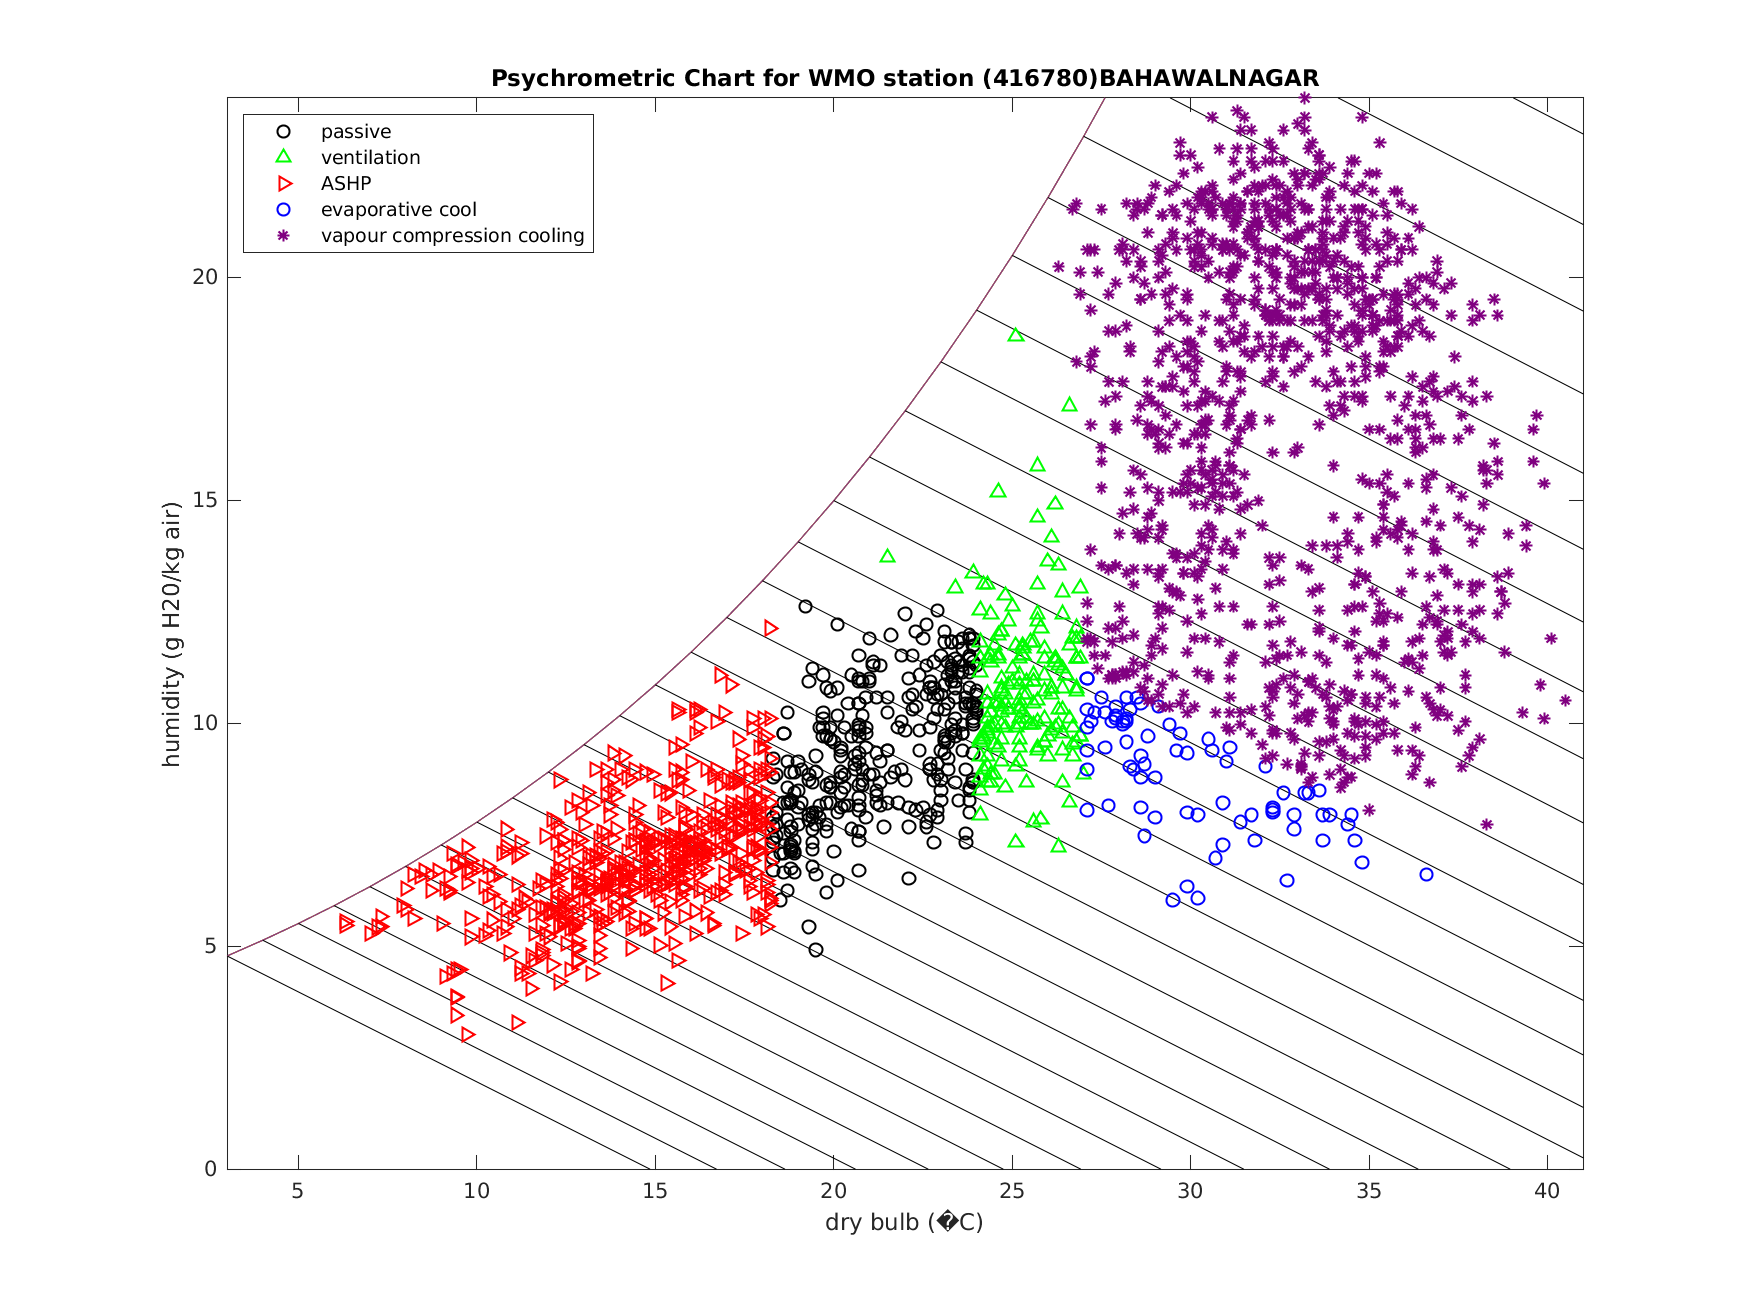 Psychrometric Chart for WMO station (416780)BAHAWALNAGAR
passive
ventilation
ASHP
evaporative cool
vapour compression cooling
humidity (g H20/kg air)
20
15
10
5
0
5 10 15 20 25 30 35 40
dry bulb (�C)